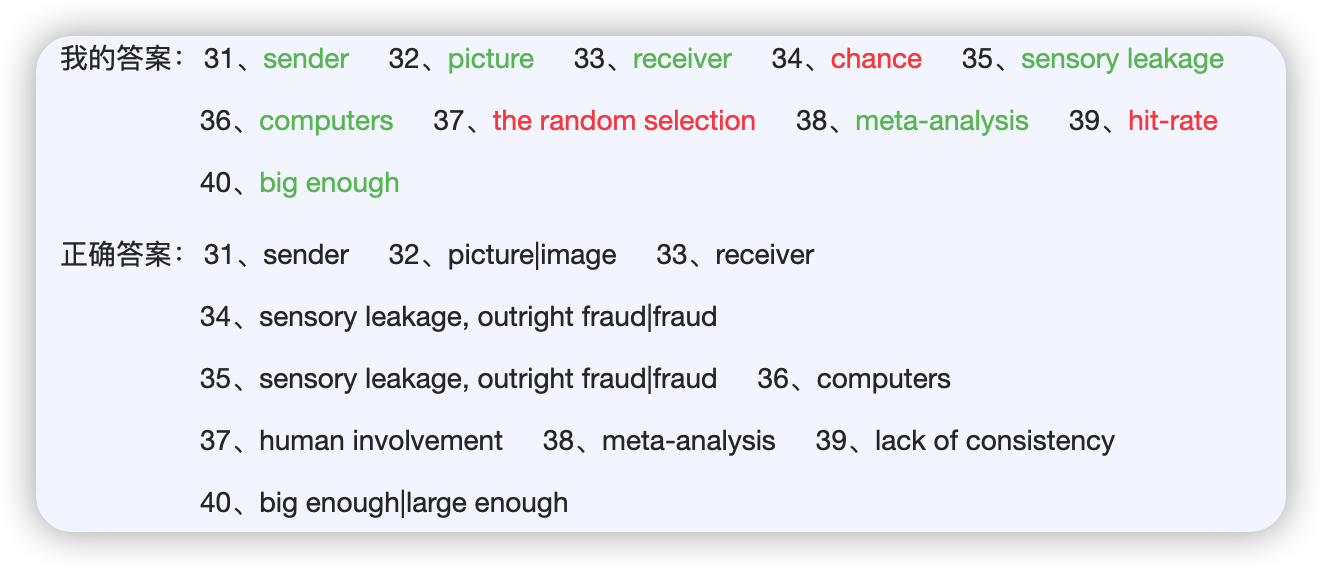 我的答案： 31、sender 32、picture 33、receiver 34、chance 35、sensory leakage
36、computers 37、the random selection 38、meta-analysis 39、hit-rate
40、big enough
正确答案： 31、sender 32、picture|image 33、receiver
34、sensory leakage, outright fraud|fraud
35、sensory leakage, outright fraud|fraud 36、computers
37、human involvement 38、meta-analysis 39、lack of consistency
40、big enough|large enough